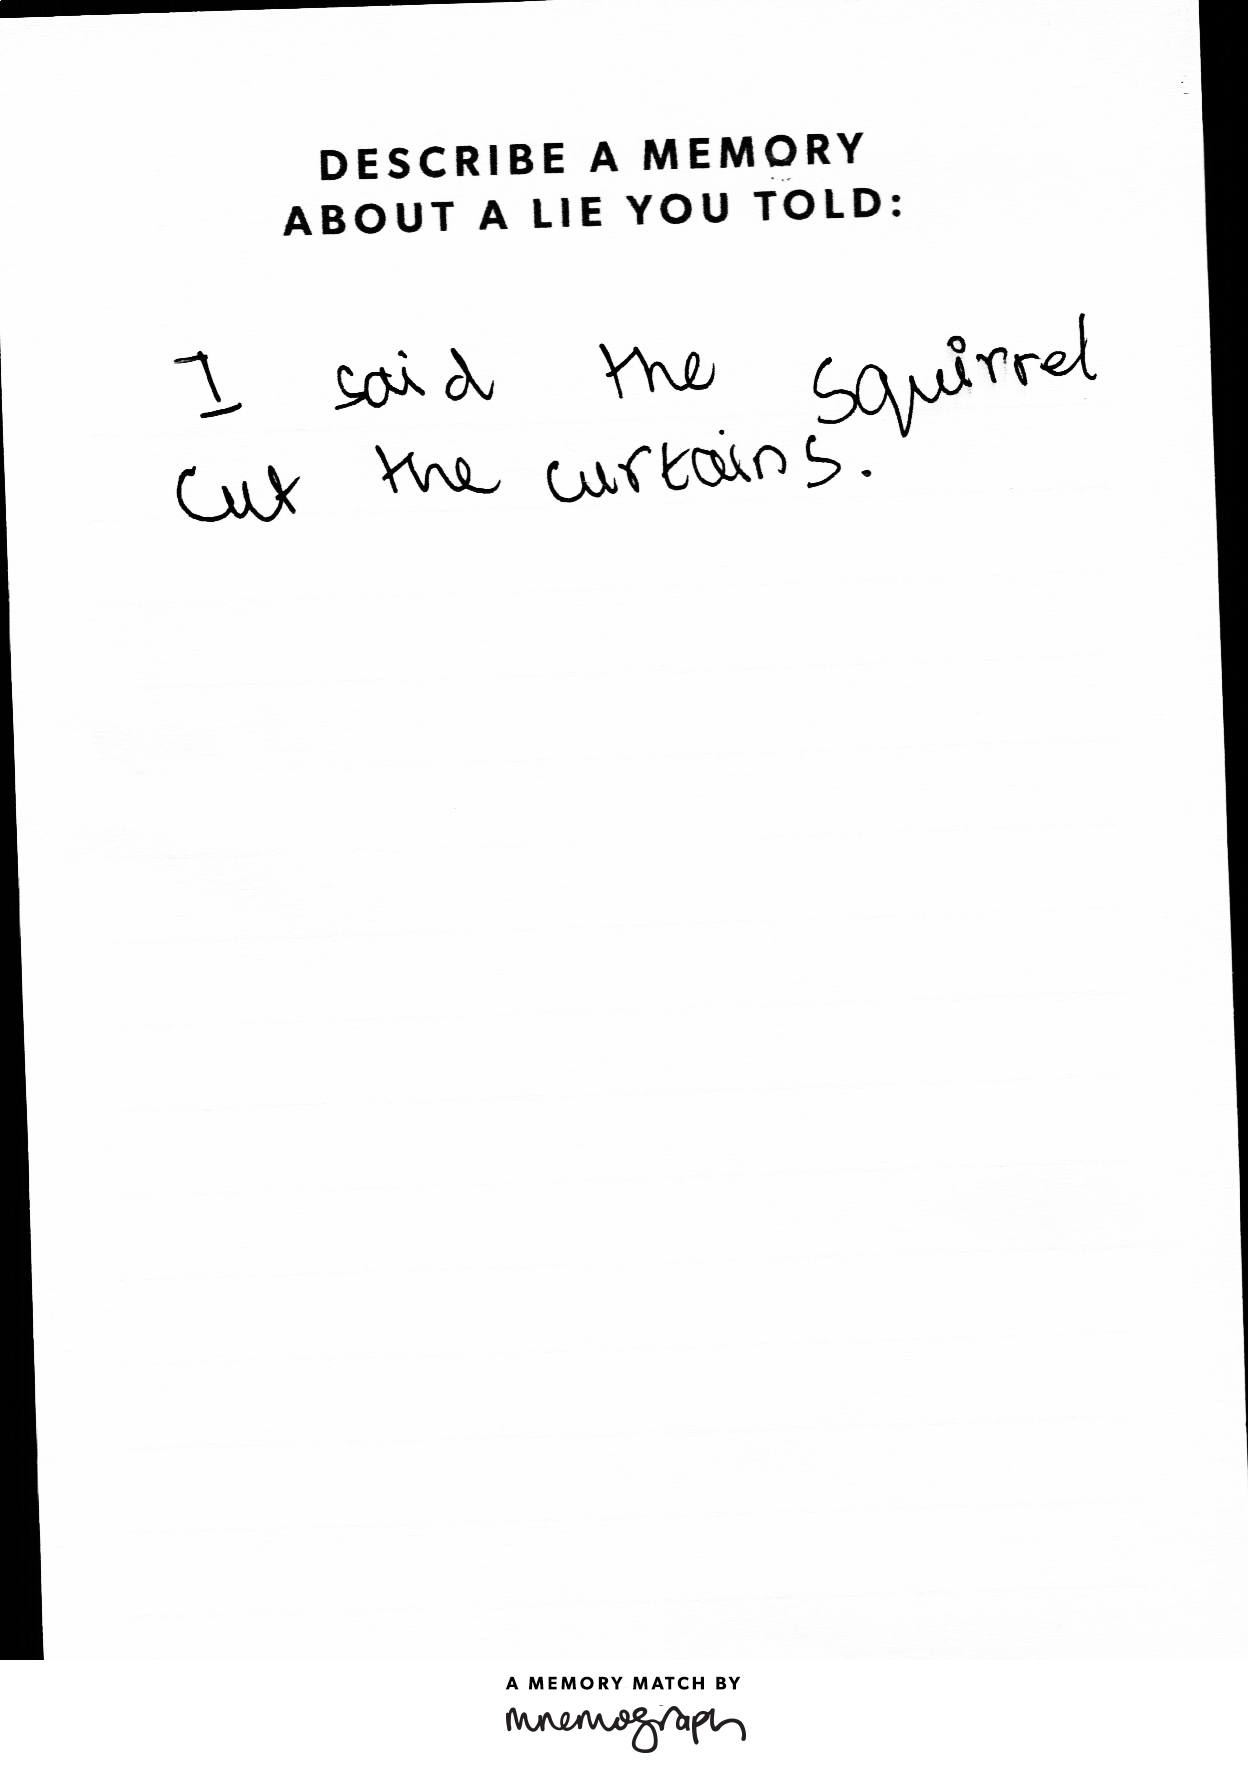 DESCRIBE A MEMORY
ABOUT A LIE YOU TOLD:
I said the squirrel
cut the curtains.
A MEMORY MATCH BY
mnemograph